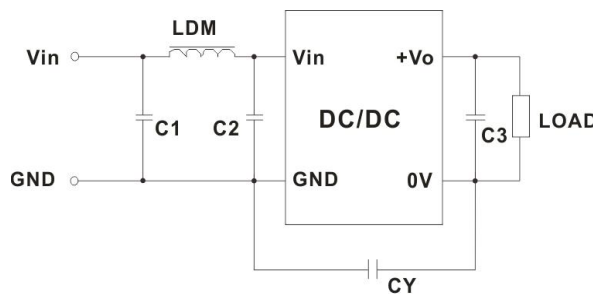 LDM
Vin
Vin
+Vo
C1
C2
DC/DC
C3
LOAD
GND
GND
0V
CY